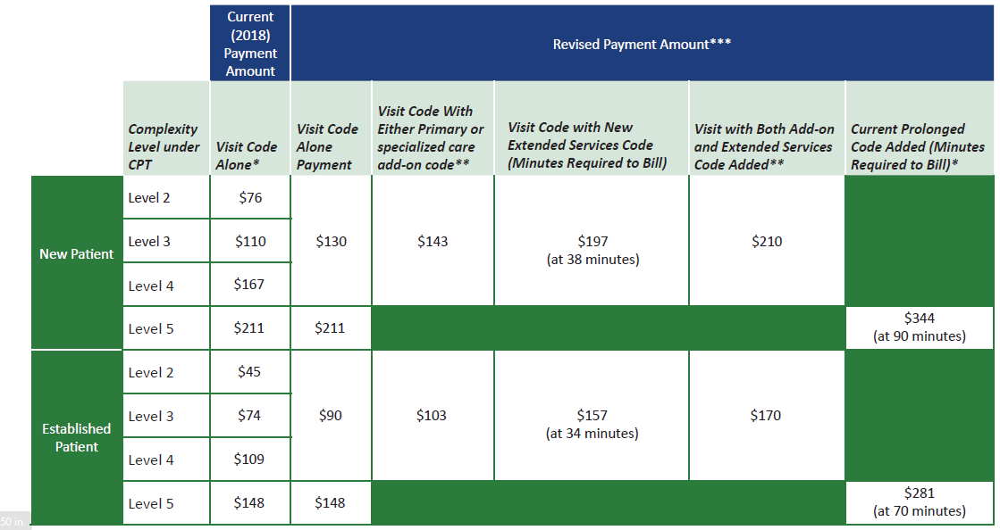 Current
(2018)
Payment
Amount
Revised Payment Amount***
Complexity
Level under
CPT
Visit Code
Alone*
Visit Code
Alone
Payment
Visit Code With
Either Primary or
specialized care
add-on code**
Visit Code with New
Extended Services Code
(Minutes Required to Bill)
Visit with Both Add-on
and Extended Services
Code Added**
Current Prolonged
Code Added (Minutes
Required to Bill)*
New Patient
Level 2
$76
Level 3
$110
$130
$143
$197
(at 38 minutes)
$210
Level 4
$167
Level 5
$211
$211
$344
(at 90 minutes)
Established
Patient
Level 2
$45
Level 3
$74
$90
$103
$157
(at 34 minutes)
$170
Level 4
$109
Level 5
$148
$148
$281
(at 70 minutes)
50 in